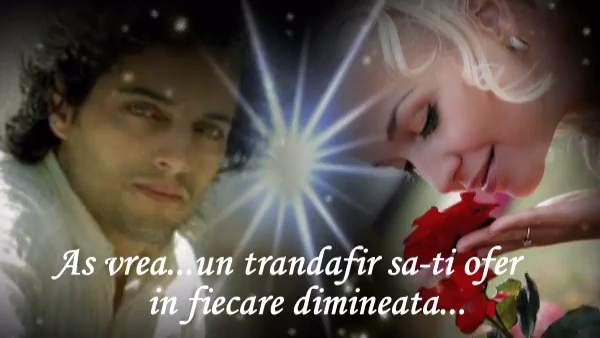 As vrea...un trandafir sa-ti ofer
in fiecare dimineata...